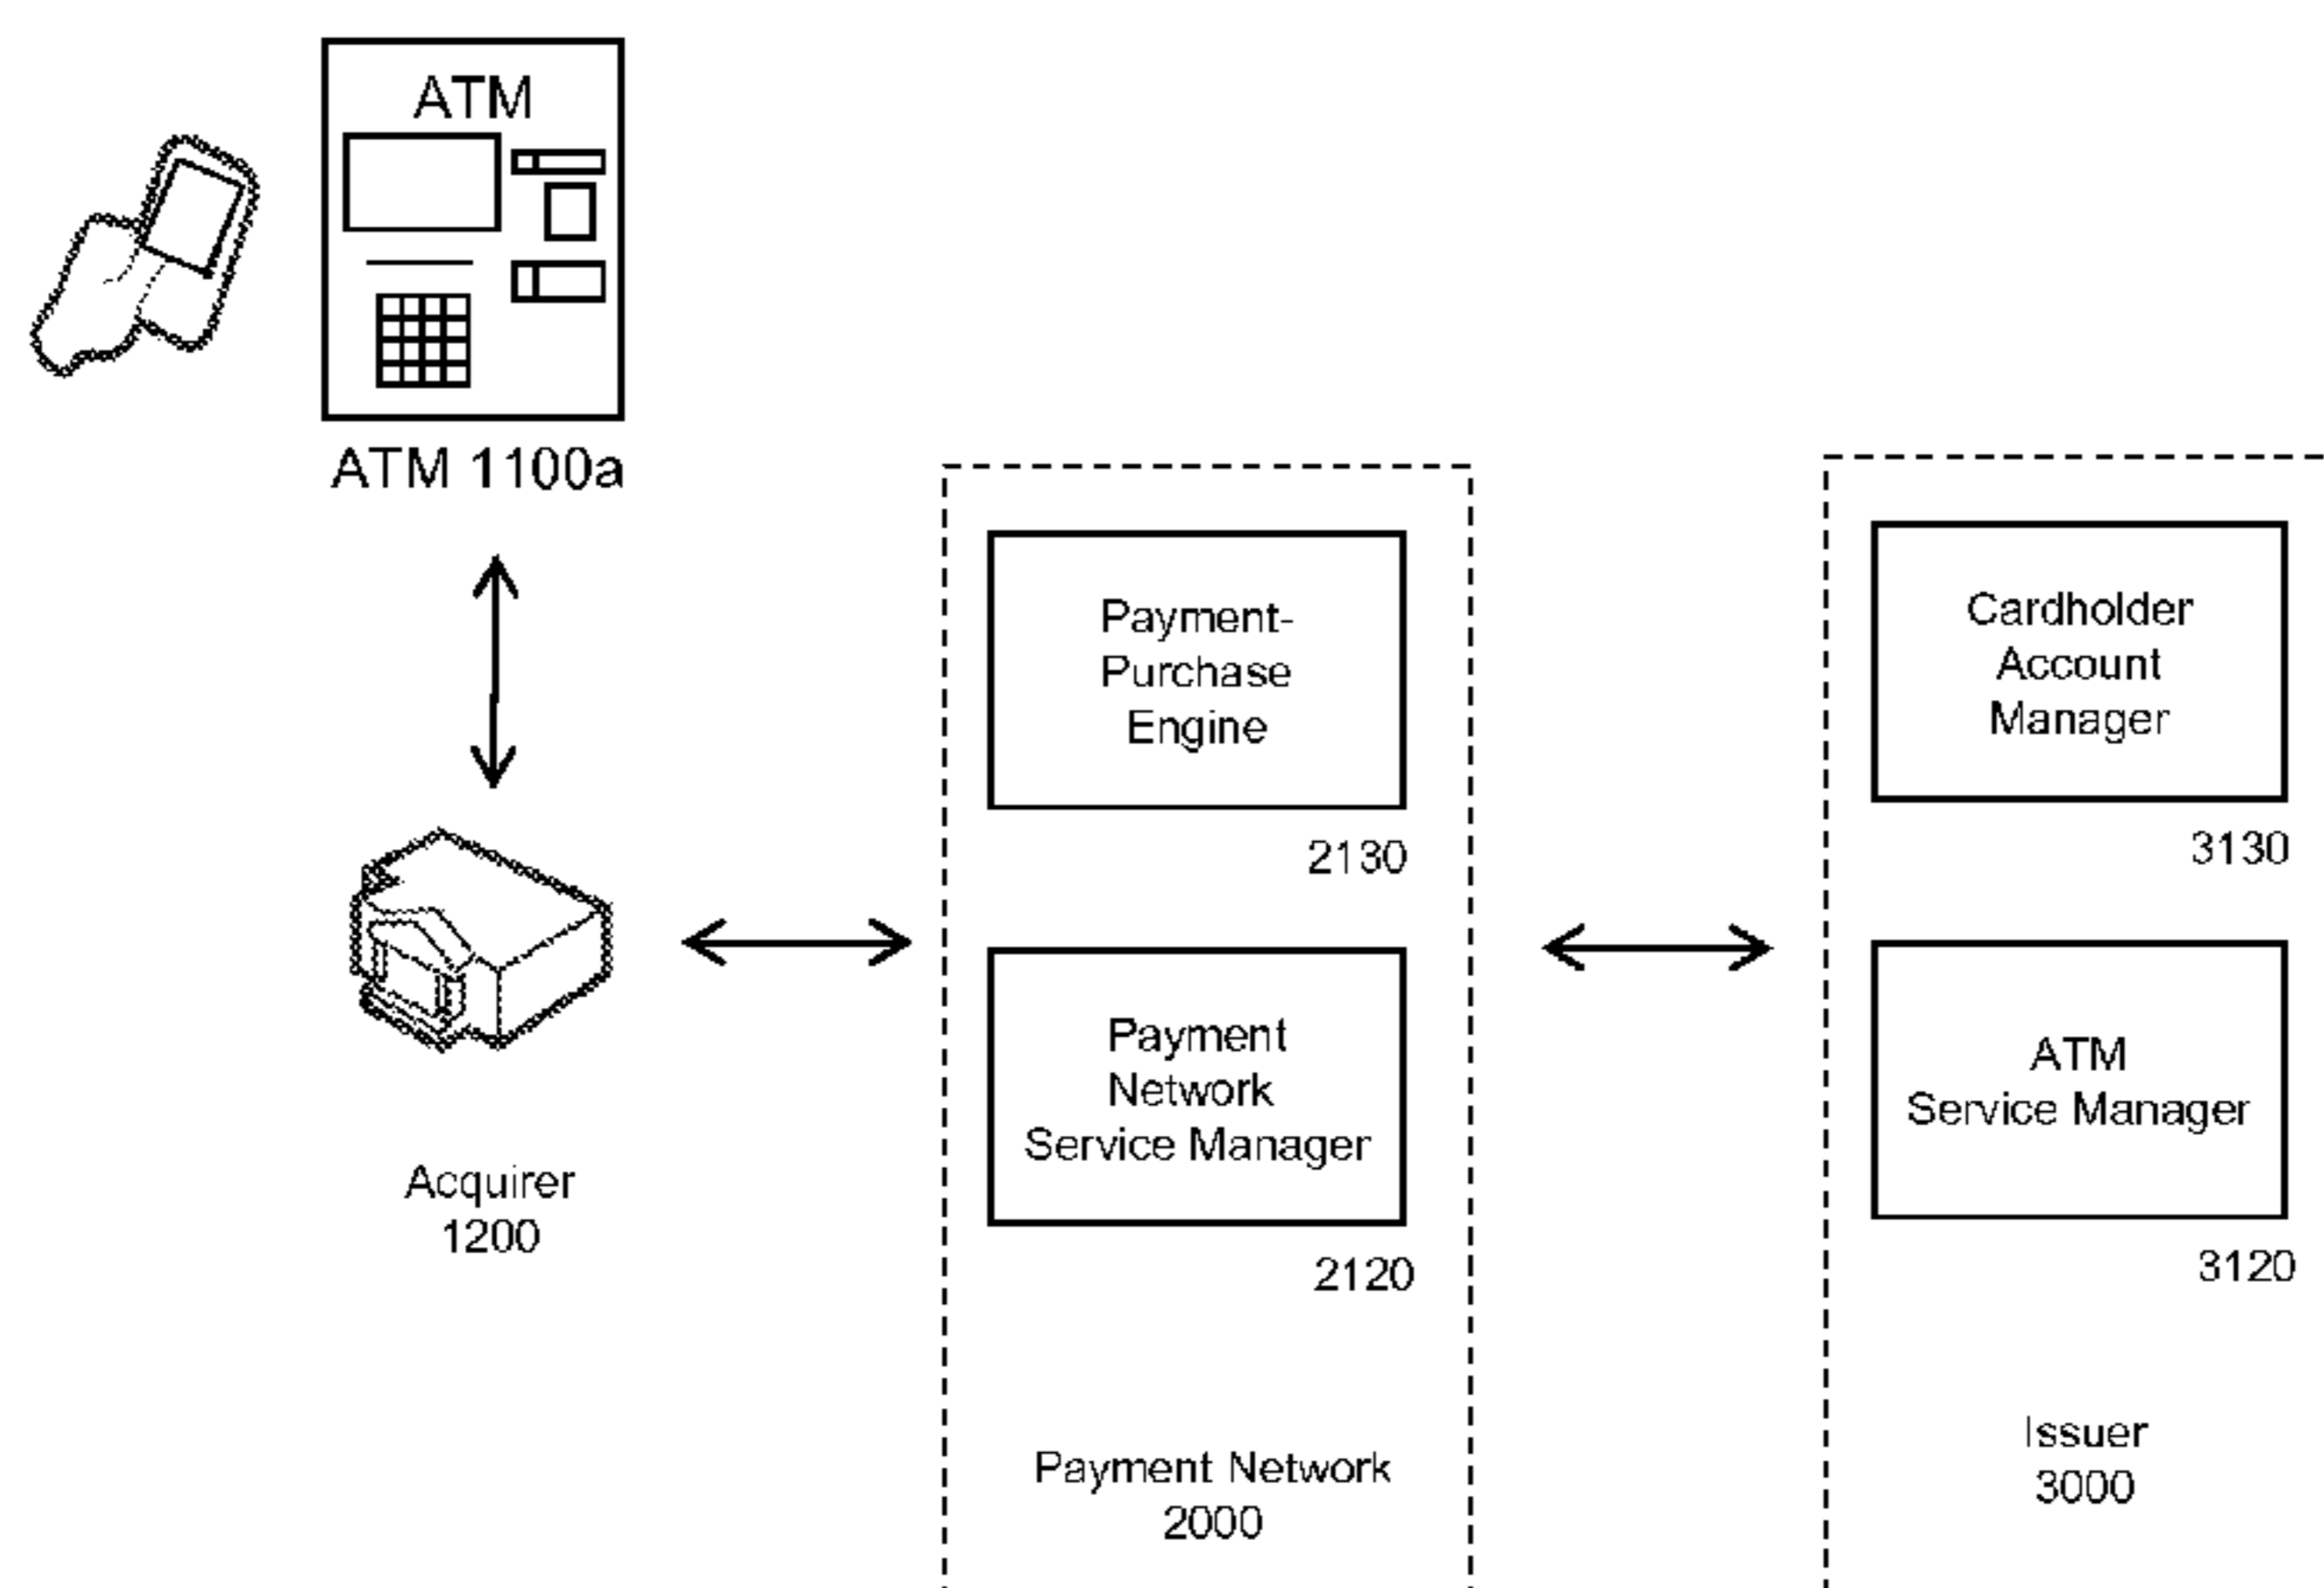 ATM
ATM 1100a
Payment-
Purchase
Engine
2130
Cardholder
Account
Manager
3130
Payment
Network
Service Manager
2120
ATM
Service Manager
3120
Acquirer
1200
Payment Network
2000
Issuer
3000